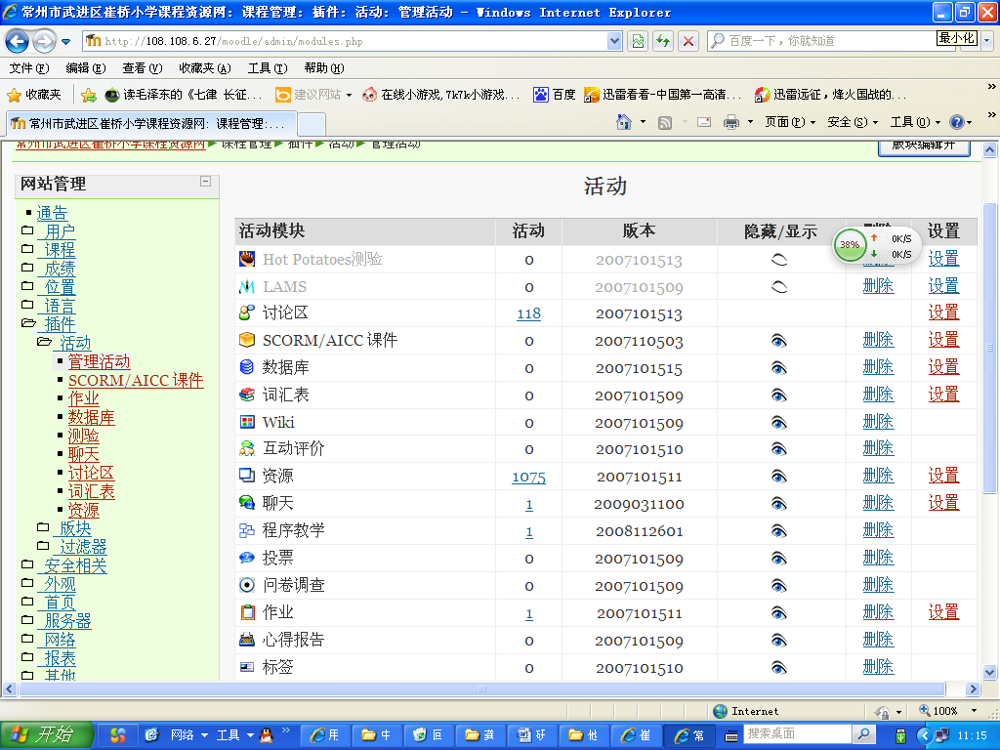 常州市武进区崔桥小学课程资源网: 课程管理: 插件: 活动: 管理活动 - Windows Internet Explorer
http://108.108.6.27/moodle/admin/modules.php
百度一下，你就知道
最小化
文件(F) 编辑(E) 查看(V) 收藏夹(A) 工具(T) 帮助(H)
收藏夹 读毛泽东的《七律 长征... 建议网站 在线小游戏,7k7k小游戏... 百度 迅雷看看-中国第一高清... 迅雷远征，烽火国战的... »
常州市武进区崔桥小学课程资源网: 课程管理:... 页面(P) 安全(S) 工具(O) »
常州市武进区崔桥小学课程资源网 ► 课程管理 ► 插件 ► 活动 ► 管理活动 版块编辑开
网站管理
通告
用户
课程
成绩
位置
语言
插件
活动
管理活动
SCORM/AICC 课件
作业
数据库
测验
聊天
讨论区
词汇表
资源
版块
过滤器
安全相关
外观
首页
服务器
网络
报表
其他
活动
活动模块 活动 版本 隐藏/显示 删除 设置
38% 0K/S
0K/S
Hot Potatoes测验 0 2007101513 设置
LAMS 0 2007101509 删除 设置
讨论区 118 2007101513 设置
SCORM/AICC 课件 0 2007110503 删除 设置
数据库 0 2007101515 删除 设置
词汇表 0 2007101509 删除 设置
Wiki 0 2007101509 删除
互动评价 0 2007101510 删除
资源 1075 2007101511 删除 设置
聊天 1 2009031100 删除 设置
程序教学 1 2008112601 删除
投票 0 2007101509 删除
问卷调查 0 2007101509 删除
作业 1 2007101511 删除 设置
心得报告 0 2007101509 删除
标签 0 2007101510 删除
Internet 100%
开始 网络 工具 » 用 中 回 龚 研 他 崔 常 搜索桌面 11:15